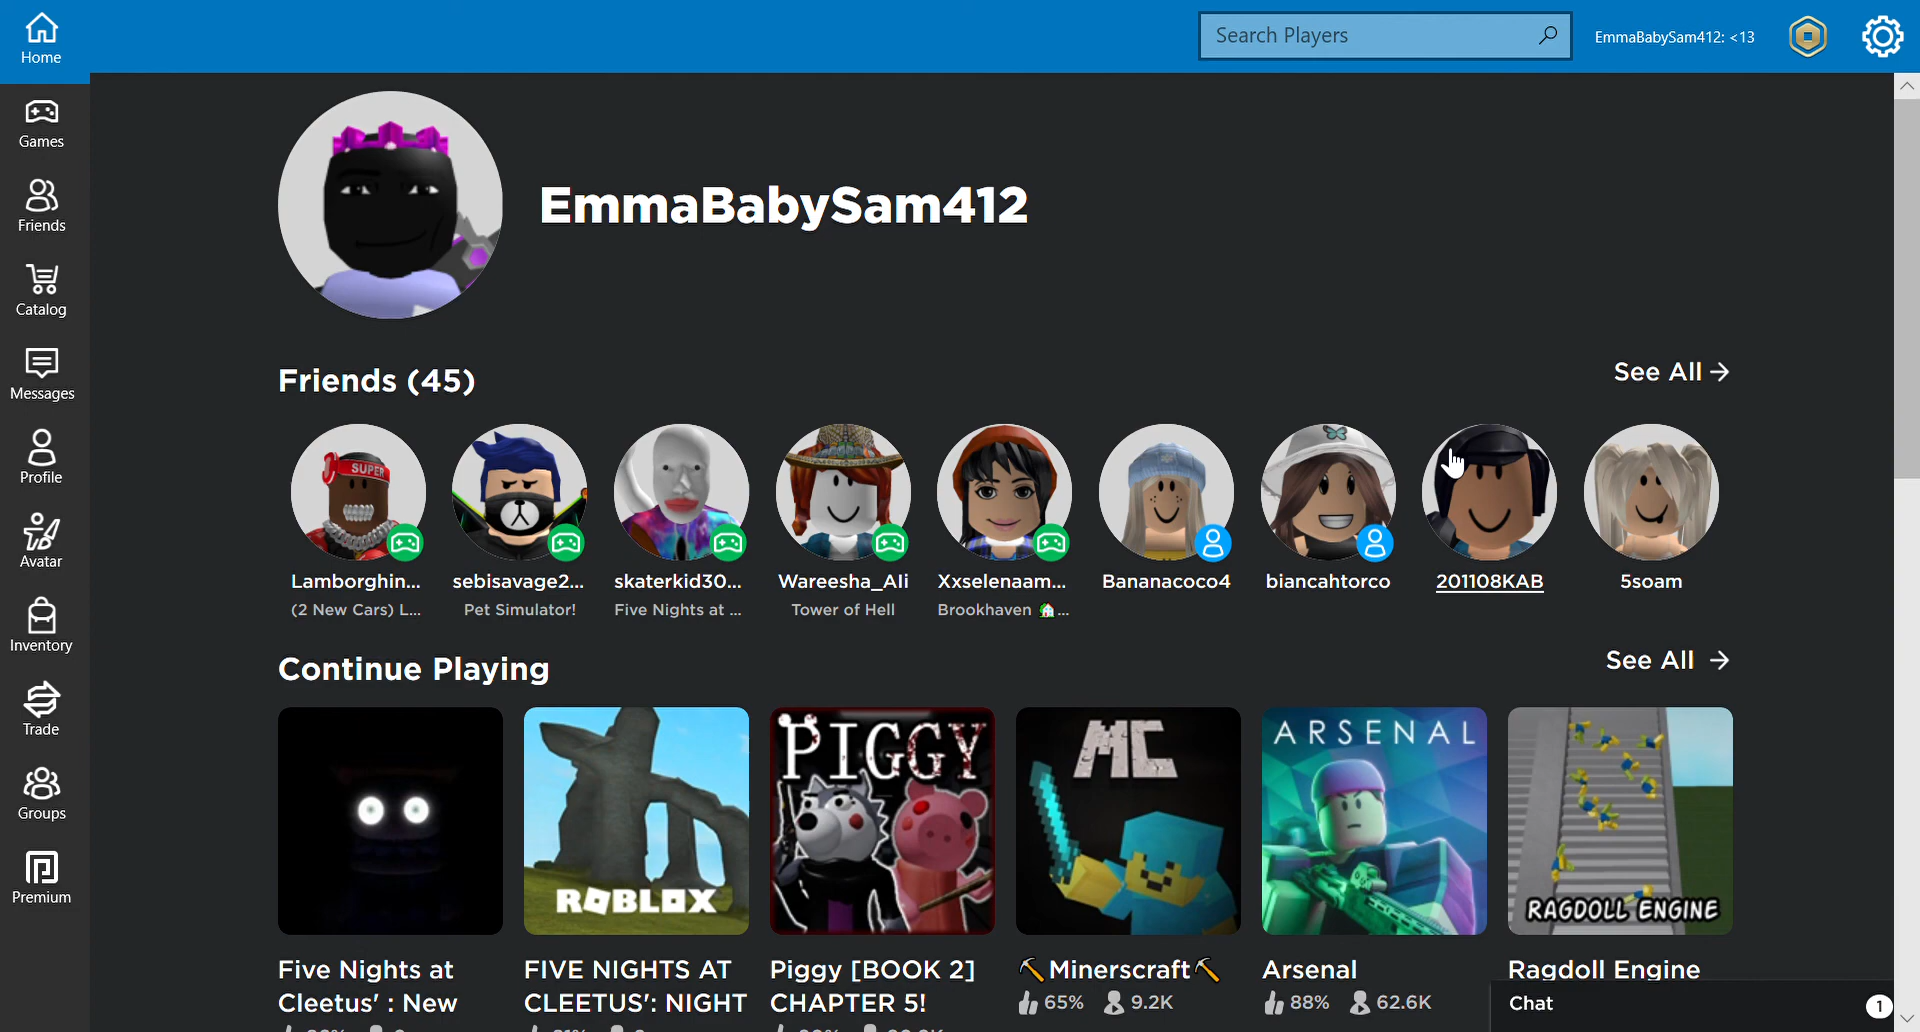 Home
Search Players
EmmaBabySam412: <13
Games
Friends
Catalog
Messages
Profile
Avatar
Inventory
Trade
Groups
Premium
EmmaBabySam412
Friends (45)
See All
SUPER
Lamborghin...
sebisavage2...
skaterkid30...
Wareesha_Ali
Xxselenaam...
Bananacoco4
biancahtorco
201108KAB
5soam
(2 New Cars) L...
Pet Simulator!
Five Nights at ...
Tower of Hell
Brookhaven 🏡...
Continue Playing
See All
ROBLOX
PIGGY
MC
ARSENAL
RAGDOLL ENGINE
Five Nights at
Cleetus' : New
FIVE NIGHTS AT
CLEETUS': NIGHT
Piggy [BOOK 2]
CHAPTER 5!
⛏Minerscraft⛏
65% 9.2K
Arsenal
88% 62.6K
Ragdoll Engine
Chat
1